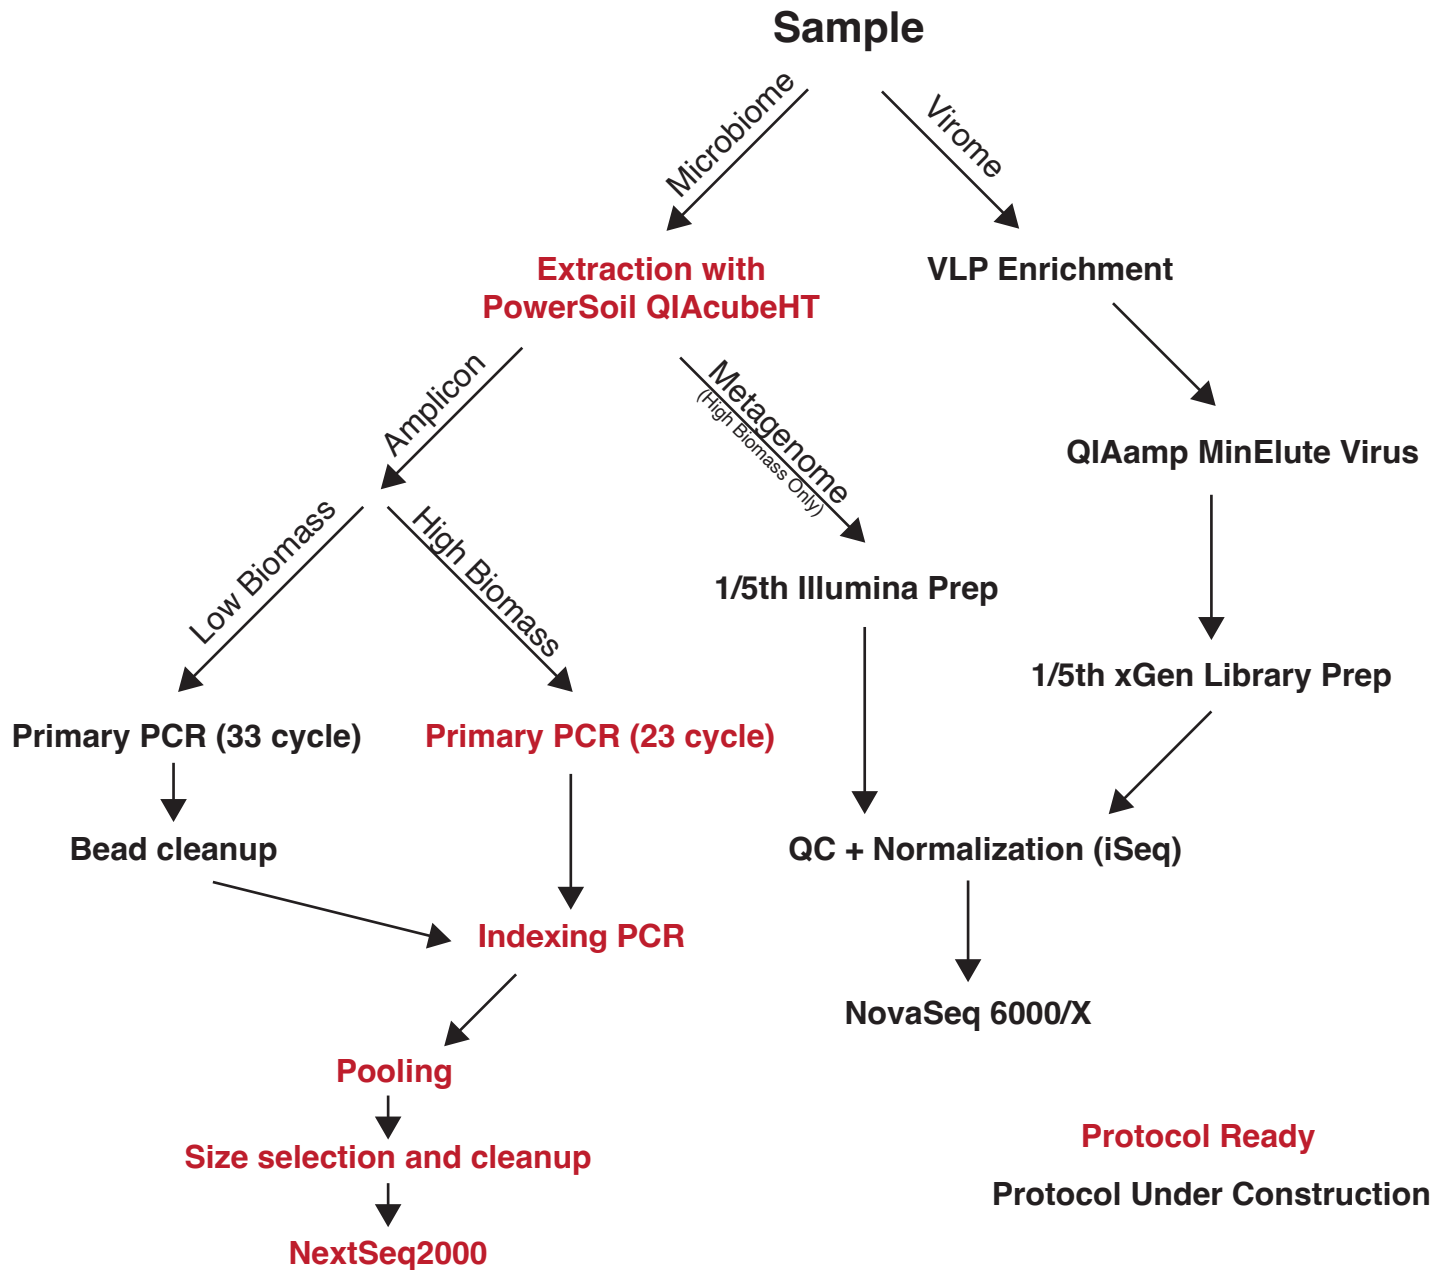 Sample
Microbiome
Virome
Extraction with
PowerSoil QIAcubeHT
VLP Enrichment
Amplicon
Metagenome
(High Biomass Only)
QIAamp MinElute Virus
Low Biomass
High Biomass
1/5th Illumina Prep
1/5th xGen Library Prep
Primary PCR (33 cycle)
Primary PCR (23 cycle)
Bead cleanup
QC + Normalization (iSeq)
Indexing PCR
NovaSeq 6000/X
Pooling
Size selection and cleanup
NextSeq2000
Protocol Ready
Protocol Under Construction